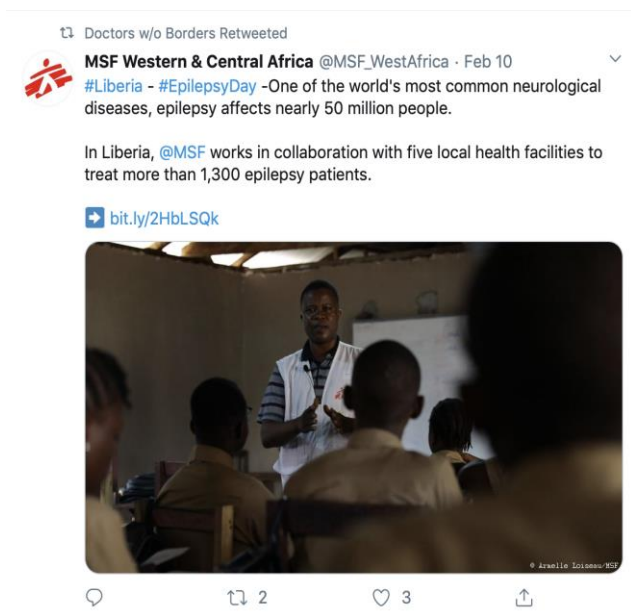 Doctors w/o Borders Retweeted
MSF Western & Central Africa @MSF_WestAfrica · Feb 10
#Liberia - #EpilepsyDay -One of the world's most common neurological
diseases, epilepsy affects nearly 50 million people.
In Liberia, @MSF works in collaboration with five local health facilities to
treat more than 1,300 epilepsy patients.
bit.ly/2HbLSQk
© Armelle Loiseau/MSF
2
3